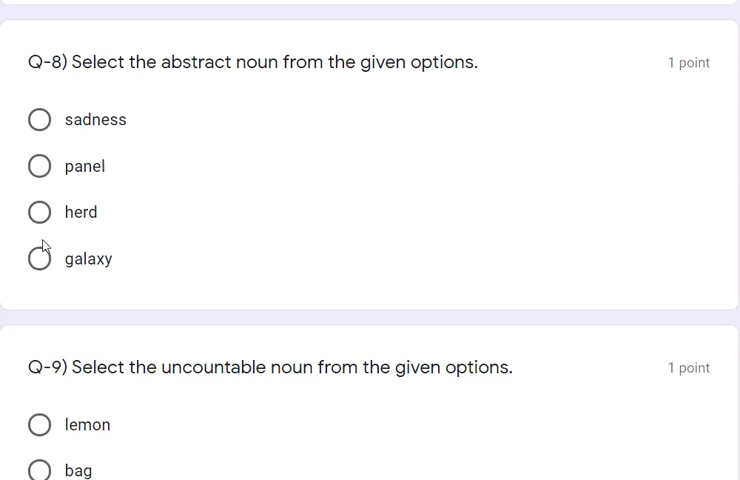 Q-8) Select the abstract noun from the given options.
1 point
sadness
panel
herd
galaxy
Q-9) Select the uncountable noun from the given options.
1 point
lemon
bag